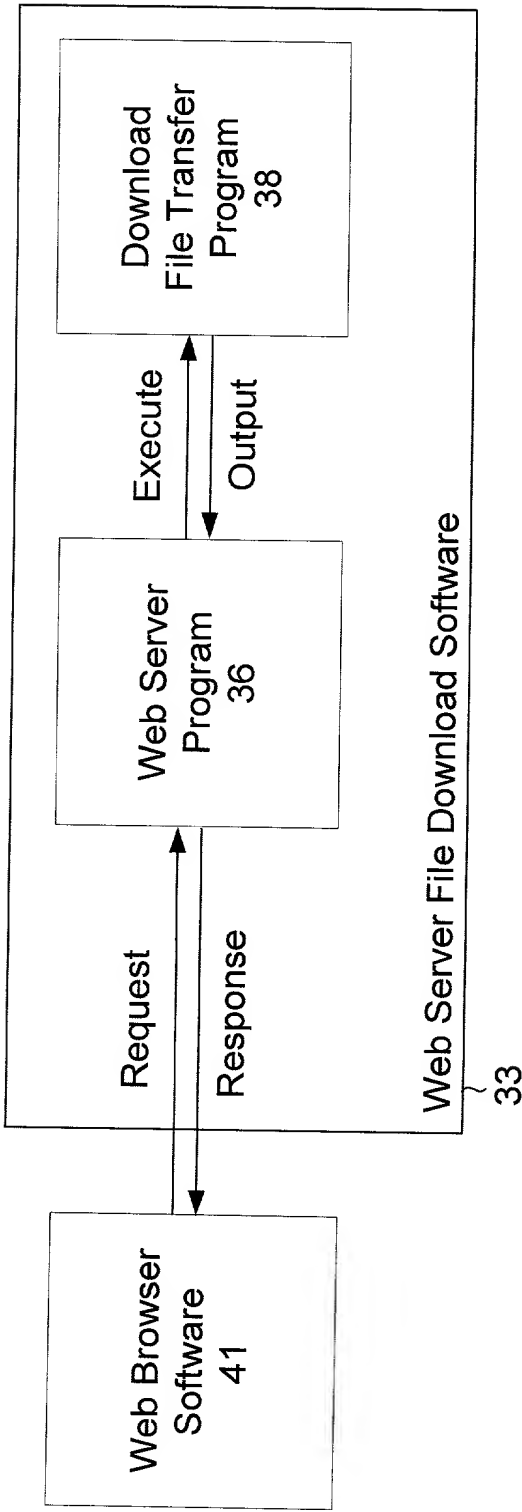 Web Browser
Software
41
Request
Response
Web Server
Program
36
Execute
Output
Download
File Transfer
Program
38
Web Server File Download Software
33